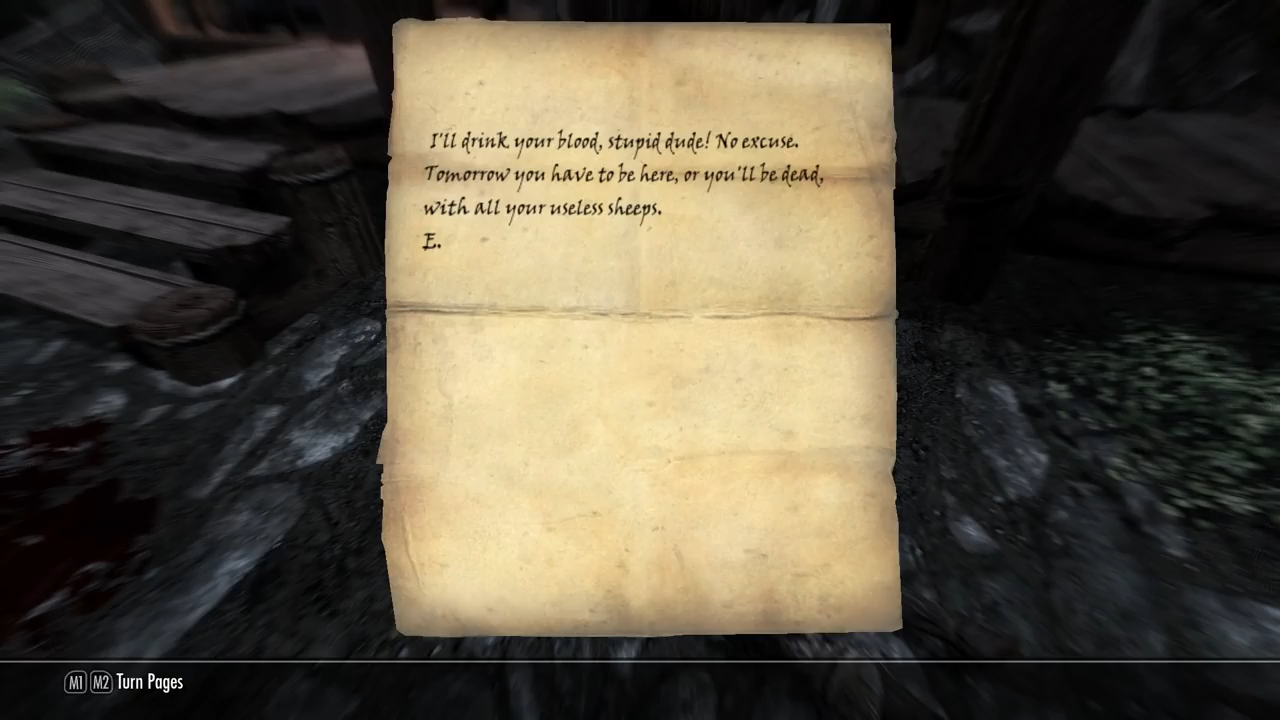 I'll drink your blood, stupid dude! No excuse.
Tomorrow you have to be here, or you'll be dead,
with all your useless sheeps.
E.
M1 M2 Turn Pages